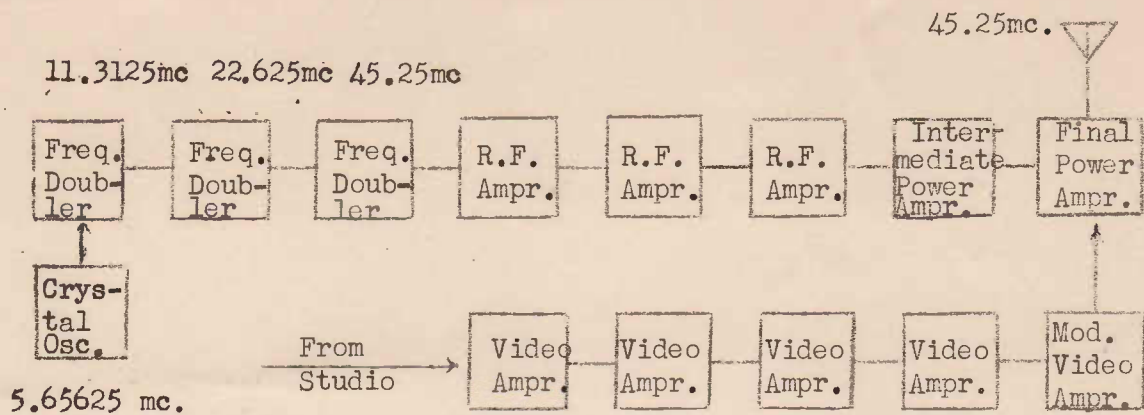 45.25mc.
11.3125mc 22.625mc 45.25mc
Freq.
Doub-
ler
Freq.
Doub-
ler
Freq.
Doub-
ler
R.F.
Ampr.
R.F.
Ampr.
R.F.
Ampr.
Inter-
mediate
Power
Ampr.
Final
Power
Ampr.
Crys-
tal
Osc.
5.65625 mc.
From
Studio
Video
Ampr.
Video
Ampr.
Video
Ampr.
Video
Ampr.
Mod.
Video
Ampr.